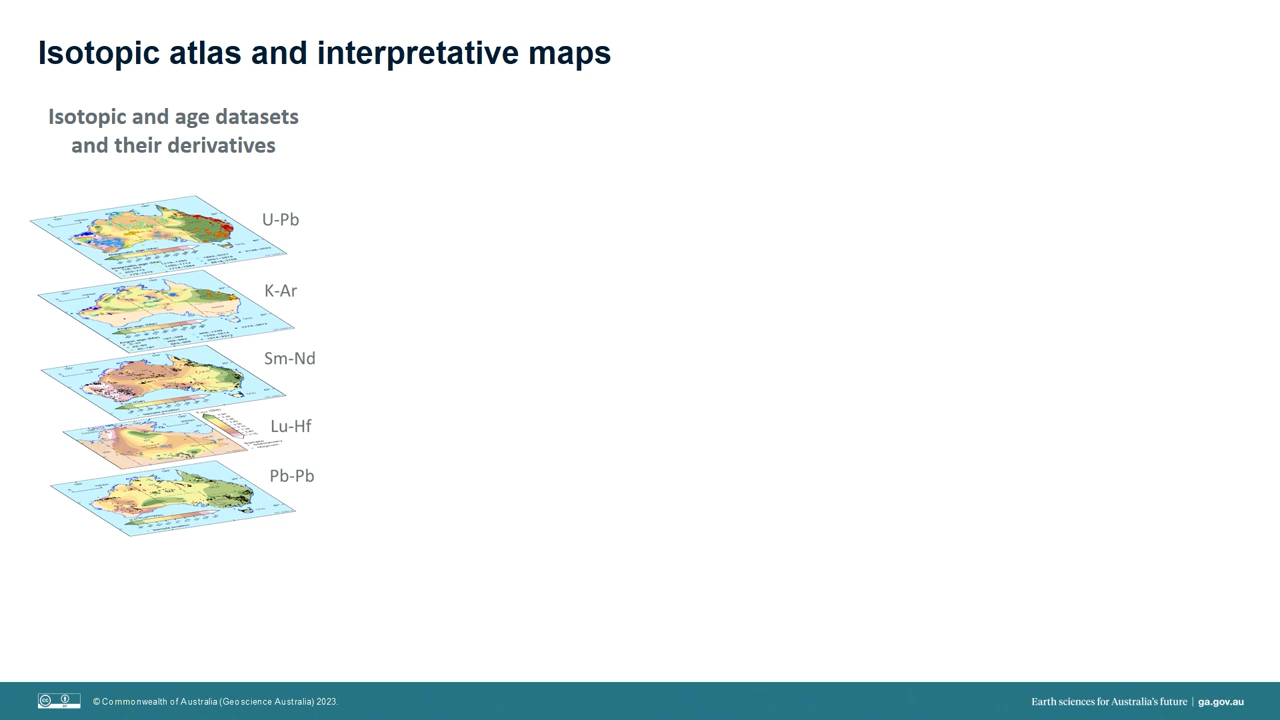 Isotopic atlas and interpretative maps
Isotopic and age datasets
and their derivatives
U-Pb
K-Ar
Sm-Nd
Lu-Hf
Pb-Pb
© Commonwealth of Australia (Geoscience Australia) 2023.
Earth sciences for Australia's future | ga.gov.au